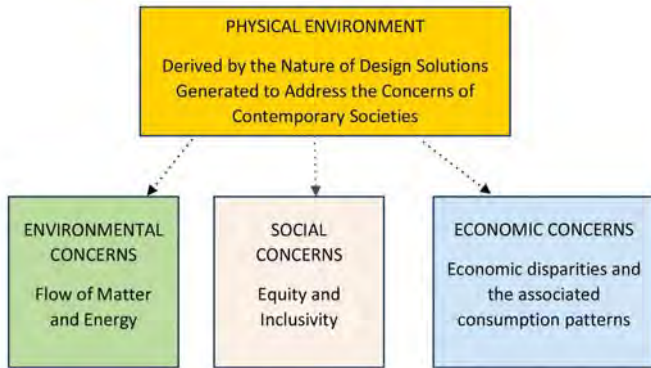 PHYSICAL ENVIRONMENT
Derived by the Nature of Design Solutions
Generated to Address the Concerns of
Contemporary Societies
ENVIRONMENTAL
CONCERNS
Flow of Matter
and Energy
SOCIAL
CONCERNS
Equity and
Inclusivity
ECONOMIC CONCERNS
Economic disparities and
the associated
consumption patterns